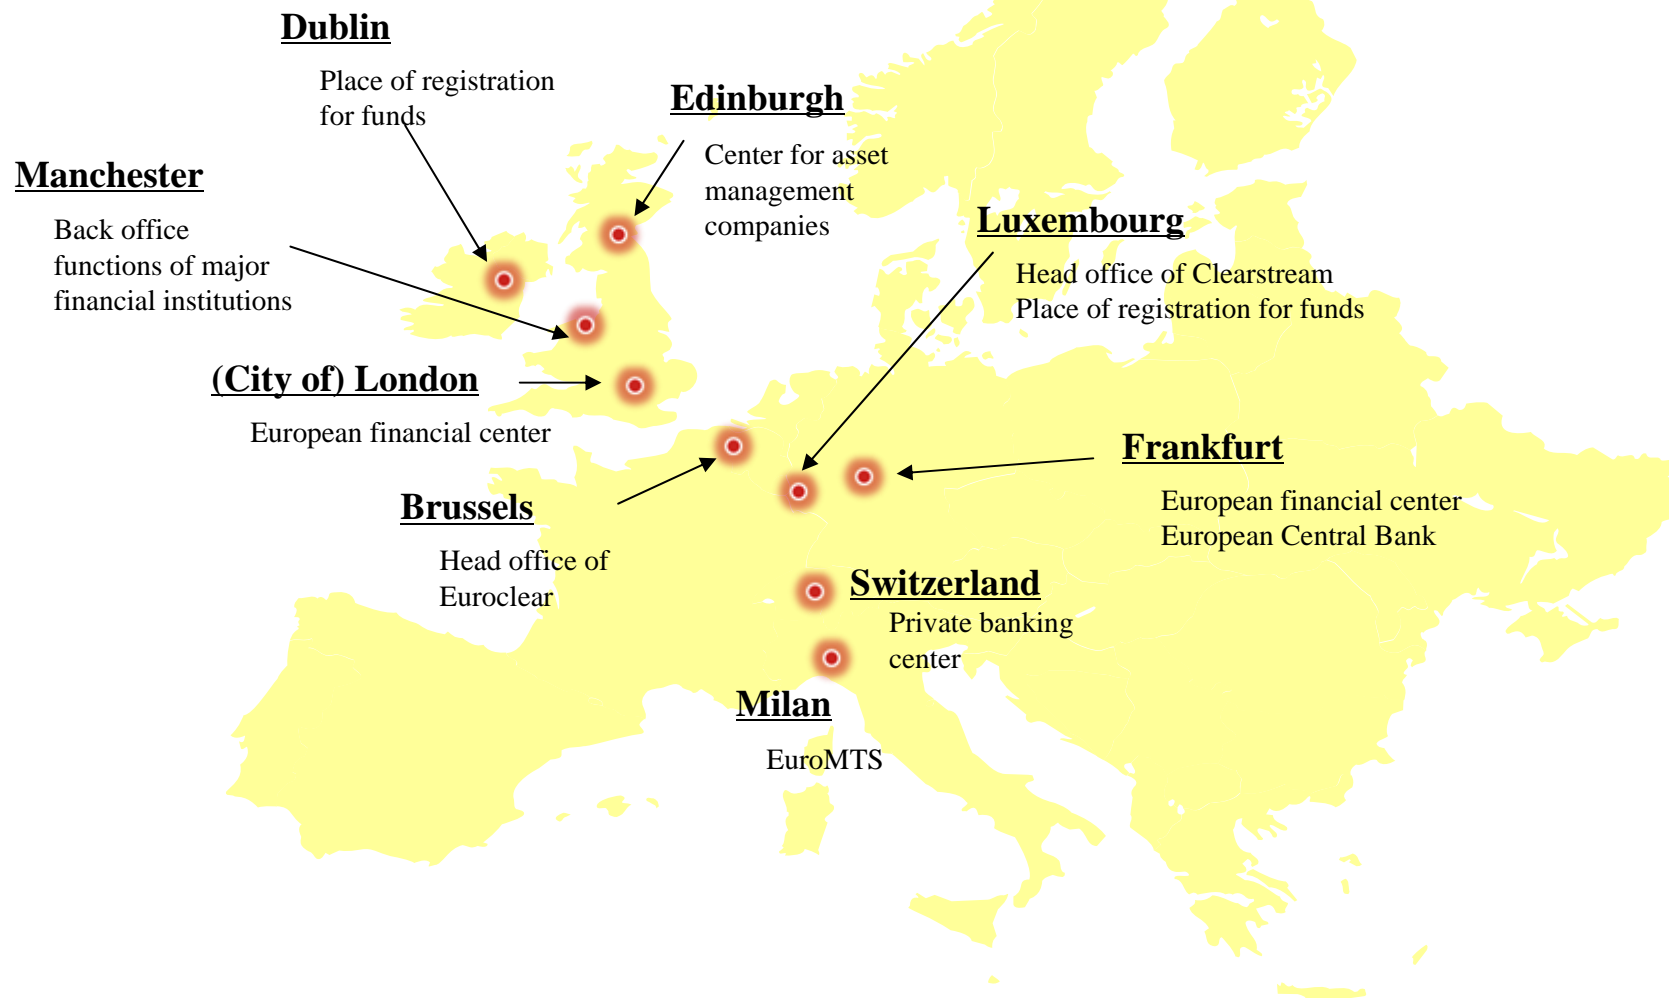 Dublin
Place of registration
for funds
Edinburgh
Center for asset
management
companies
Manchester
Back office
functions of major
financial institutions
Luxembourg
Head office of Clearstream
Place of registration for funds
(City of) London
European financial center
Frankfurt
European financial center
European Central Bank
Brussels
Head office of
Euroclear
Switzerland
Private banking
center
Milan
EuroMTS